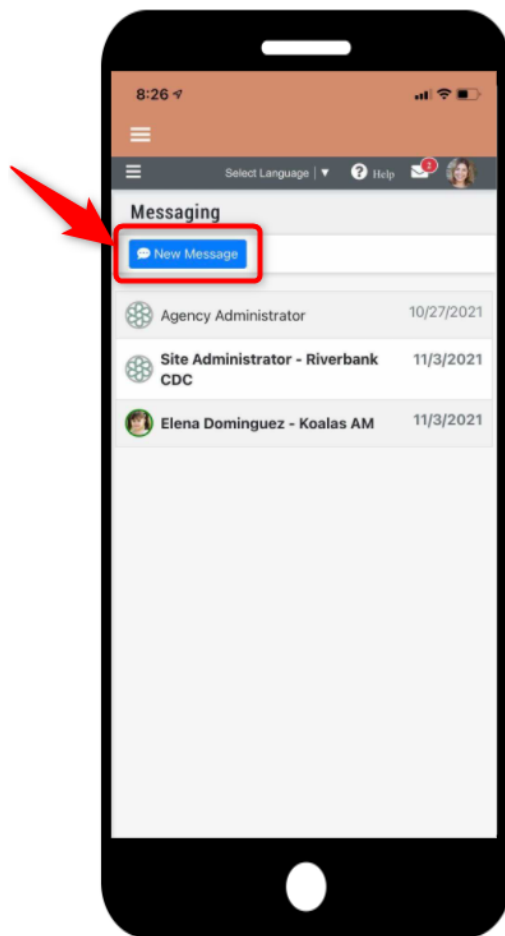 8:26
Select Language | ▼ Help 2
Messaging
New Message
Agency Administrator 10/27/2021
Site Administrator - Riverbank 11/3/2021
CDC
Elena Dominguez - Koalas AM 11/3/2021